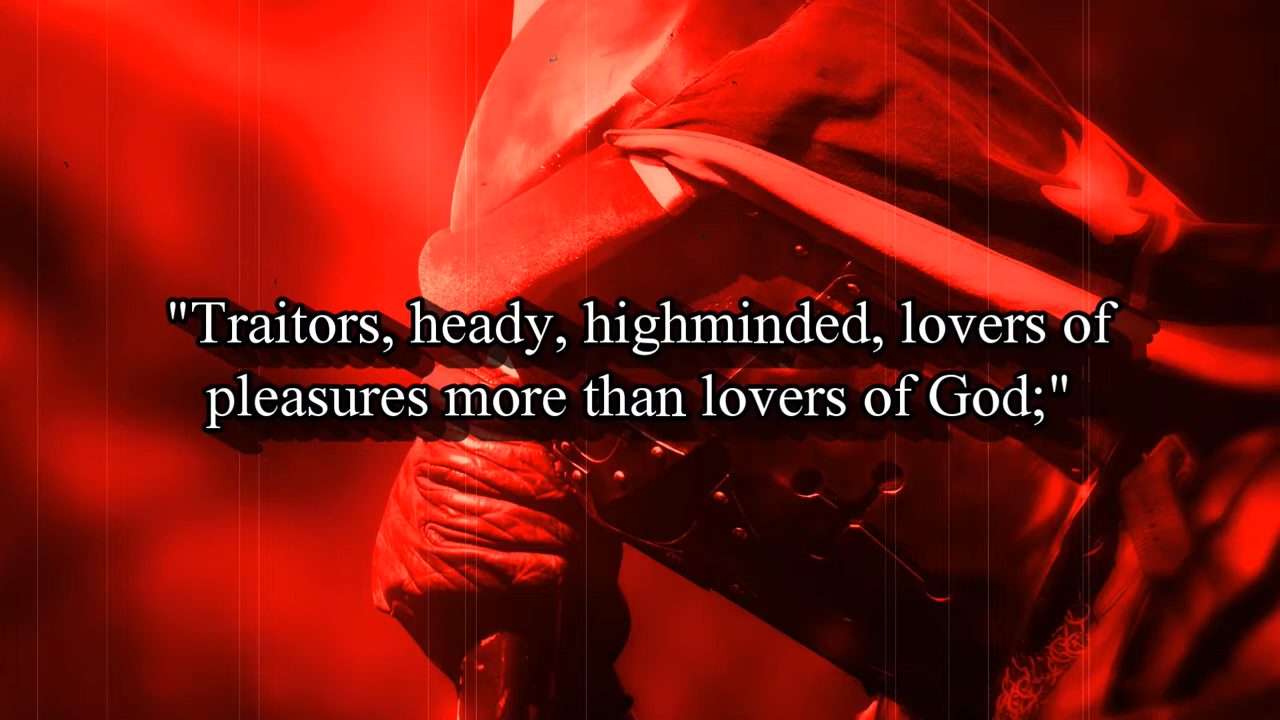 "Traitors, heady, highminded, lovers of
pleasures more than lovers of God;"